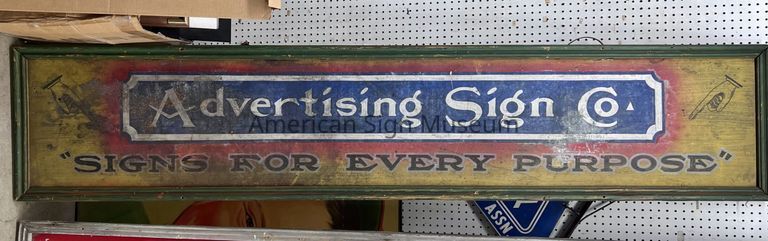 Advertising Sign Co.
American Sign Museum
"SIGNS FOR EVERY PURPOSE"
ASSN